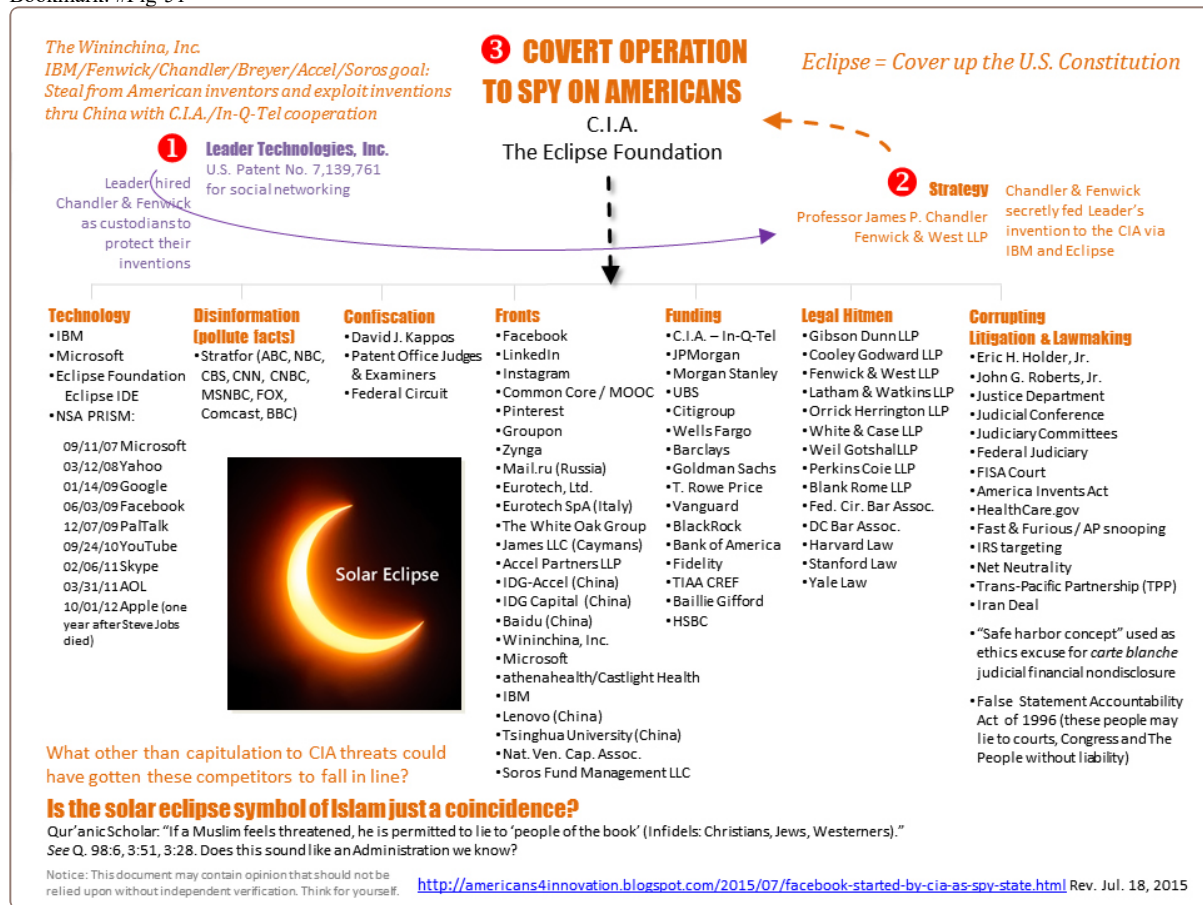 The Wininchina, Inc.
IBM/Fenwick/Chandler/Breyer/Accel/Soros goal:
Steal from American inventors and exploit inventions
thru China with C.I.A./In-Q-Tel cooperation
3 COVERT OPERATION
TO SPY ON AMERICANS
C.I.A.
The Eclipse Foundation
Eclipse = Cover up the U.S. Constitution
1 Leader Technologies, Inc.
U.S. Patent No. 7,139,761
for social networking
Leader hired
Chandler & Fenwick
as custodians to
protect their
inventions
2 Strategy
Professor James P. Chandler
Fenwick & West LLP
Chandler & Fenwick
secretly fed Leader's
invention to the CIA via
IBM and Eclipse
Technology
•IBM
•Microsoft
•Eclipse Foundation
Eclipse IDE
•NSA PRISM:
09/11/07 Microsoft
03/12/08 Yahoo
01/14/09 Google
06/03/09 Facebook
12/07/09 PalTalk
09/24/10 YouTube
02/06/11 Skype
03/31/11 AOL
10/01/12 Apple (one
year after Steve Jobs
died)
Disinformation
(pollute facts)
•Stratfor (ABC, NBC,
CBS, CNN, CNBC,
MSNBC, FOX,
Comcast, BBC)
Confiscation
•David J. Kappos
•Patent Office Judges
& Examiners
•Federal Circuit
Solar Eclipse
Fronts
•Facebook
•LinkedIn
•Instagram
•Common Core / MOOC
•Pinterest
•Groupon
•Zynga
•Mail.ru (Russia)
•Eurotech, Ltd.
•Eurotech SpA (Italy)
•The White Oak Group
•James LLC (Caymans)
•Accel Partners LLP
•IDG-Accel (China)
•IDG Capital (China)
•Baidu (China)
•Wininchina, Inc.
•Microsoft
•athenahealth/Castlight Health
•IBM
•Lenovo (China)
•Tsinghua University (China)
•Nat. Ven. Cap. Assoc.
•Soros Fund Management LLC
Funding
•C.I.A. – In-Q-Tel
•JPMorgan
•Morgan Stanley
•UBS
•Citigroup
•Wells Fargo
•Barclays
•Goldman Sachs
•T. Rowe Price
•Vanguard
•BlackRock
•Bank of America
•Fidelity
•TIAA CREF
•Baillie Gifford
•HSBC
Legal Hitmen
•Gibson Dunn LLP
•Cooley Godward LLP
•Fenwick & West LLP
•Latham & Watkins LLP
•Orrick Herrington LLP
•White & Case LLP
•Weil Gotshal LLP
•Perkins Coie LLP
•Blank Rome LLP
•Fed. Cir. Bar Assoc.
•DC Bar Assoc.
•Harvard Law
•Stanford Law
•Yale Law
Corrupting
Litigation & Lawmaking
•Eric H. Holder, Jr.
•John G. Roberts, Jr.
•Justice Department
•Judicial Conference
•Judiciary Committees
•Federal Judiciary
•FISA Court
•America Invents Act
•HealthCare.gov
•Fast & Furious / AP snooping
•IRS targeting
•Net Neutrality
•Trans-Pacific Partnership (TPP)
•Iran Deal
•"Safe harbor concept" used as
ethics excuse for carte blanche
judicial financial nondisclosure
•False Statement Accountability
Act of 1996 (these people may
lie to courts, Congress and The
People without liability)
What other than capitulation to CIA threats could
have gotten these competitors to fall in line?
Is the solar eclipse symbol of Islam just a coincidence?
Qur'anic Scholar: "If a Muslim feels threatened, he is permitted to lie to 'people of the book' (Infidels: Christians, Jews, Westerners)."
See Q. 98:6, 3:51, 3:28. Does this sound like an Administration we know?
Notice: This document may contain opinion that should not be
relied upon without independent verification. Think for yourself.
http://americans4innovation.blogspot.com/2015/07/facebook-started-by-cia-as-spy-state.html Rev. Jul. 18, 2015